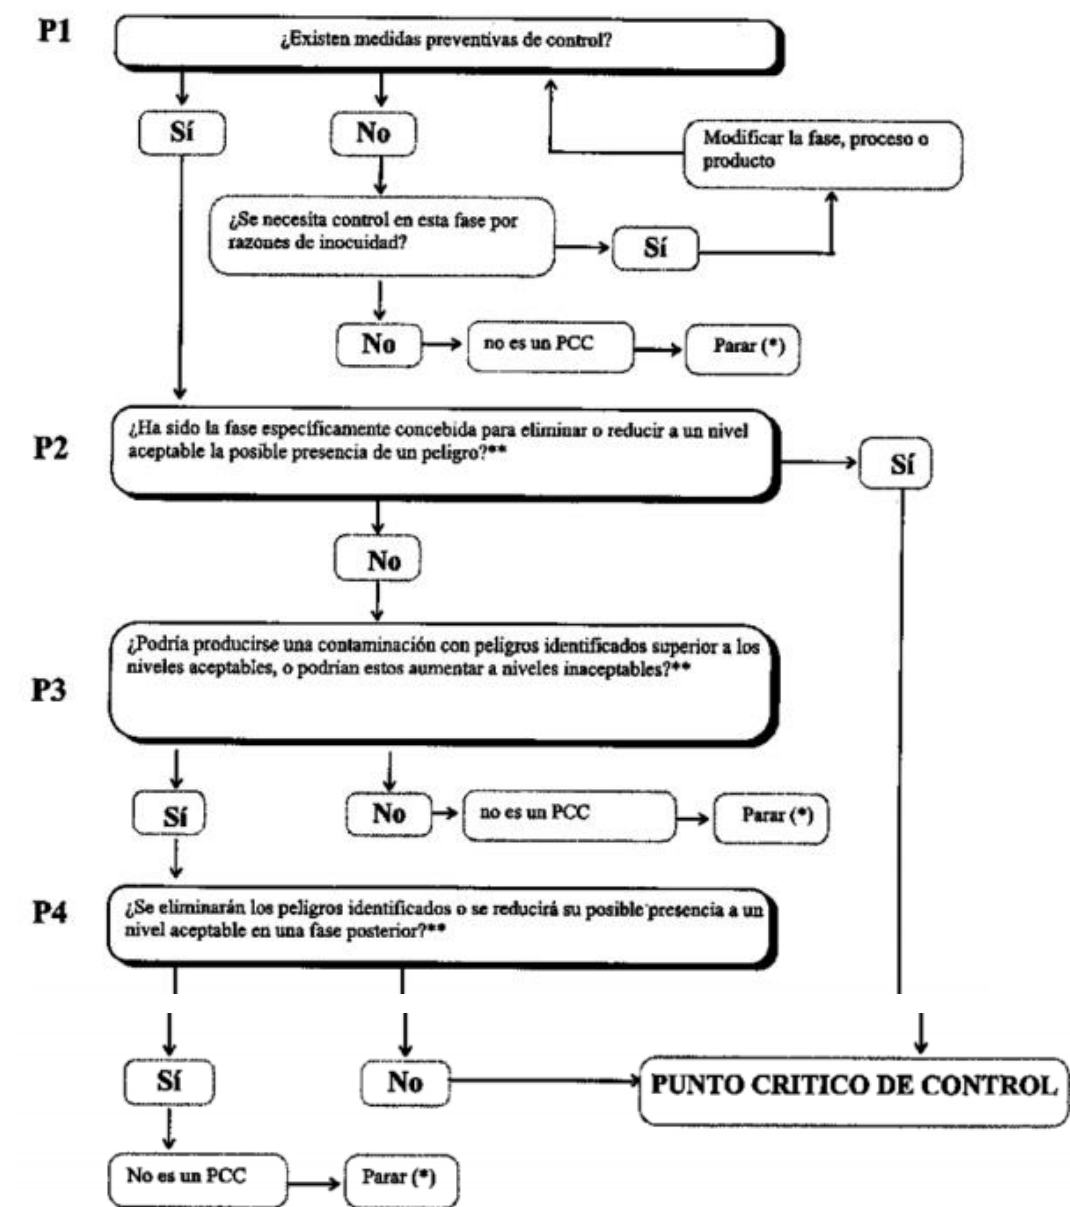 P1
¿Existen medidas preventivas de control?
Sí
No
Modificar la fase, proceso o
producto
¿Se necesita control en esta fase por
razones de inocuidad?
Sí
No
no es un PCC
Parar (*)
P2
¿Ha sido la fase específicamente concebida para eliminar o reducir a un nivel
aceptable la posible presencia de un peligro?**
Sí
No
P3
¿Podría producirse una contaminación con peligros identificados superior a los
niveles aceptables, o podrían estos aumentar a niveles inaceptables?**
Sí
No
no es un PCC
Parar (*)
P4
¿Se eliminarán los peligros identificados o se reducirá su posible presencia a un
nivel aceptable en una fase posterior?**
Sí
No
PUNTO CRITICO DE CONTROL
No es un PCC
Parar (*)